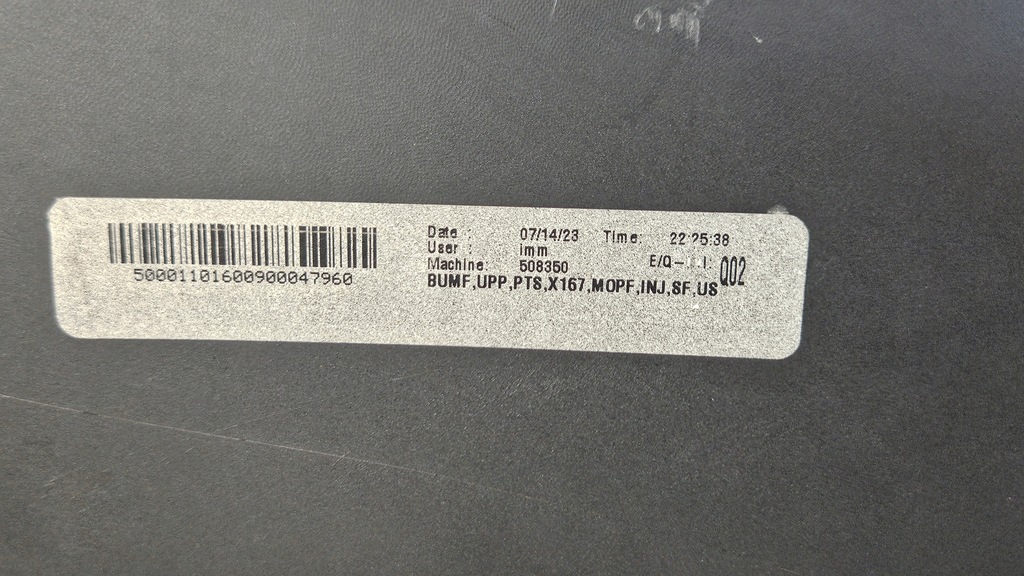 50001101600900047960
Date : 07/14/23 Time: 22:25:38
User : imm
Machine: 508350
Q02
BUMF,UPP,PTS,X167,MOPF,INJ,SF,US